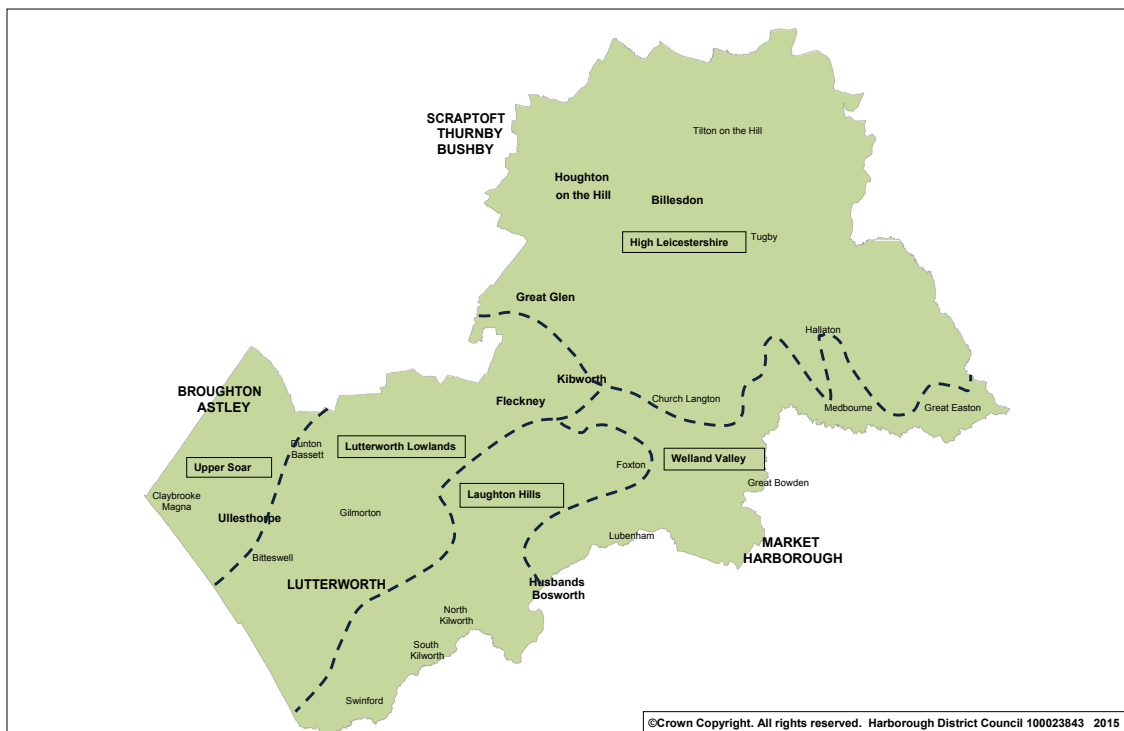 SCRAPTOFT
THURNBY
BUSHBY
Tilton on the Hill
Houghton
on the Hill
Billesdon
High Leicestershire
Tugby
Great Glen
Hallaton
Kibworth
BROUGHTON
ASTLEY
Fleckney
Church Langton
Medbourne
Great Easton
Dunton
Bassett
Lutterworth Lowlands
Welland Valley
Upper Soar
Foxton
Great Bowden
Claybrooke
Magna
Laughton Hills
Ullesthorpe
Gilmorton
Lubenham
MARKET
HARBOROUGH
Bitteswell
LUTTERWORTH
Husbands
Bosworth
North
Kilworth
South
Kilworth
Swinford
©Crown Copyright. All rights reserved. Harborough District Council 100023843 2015